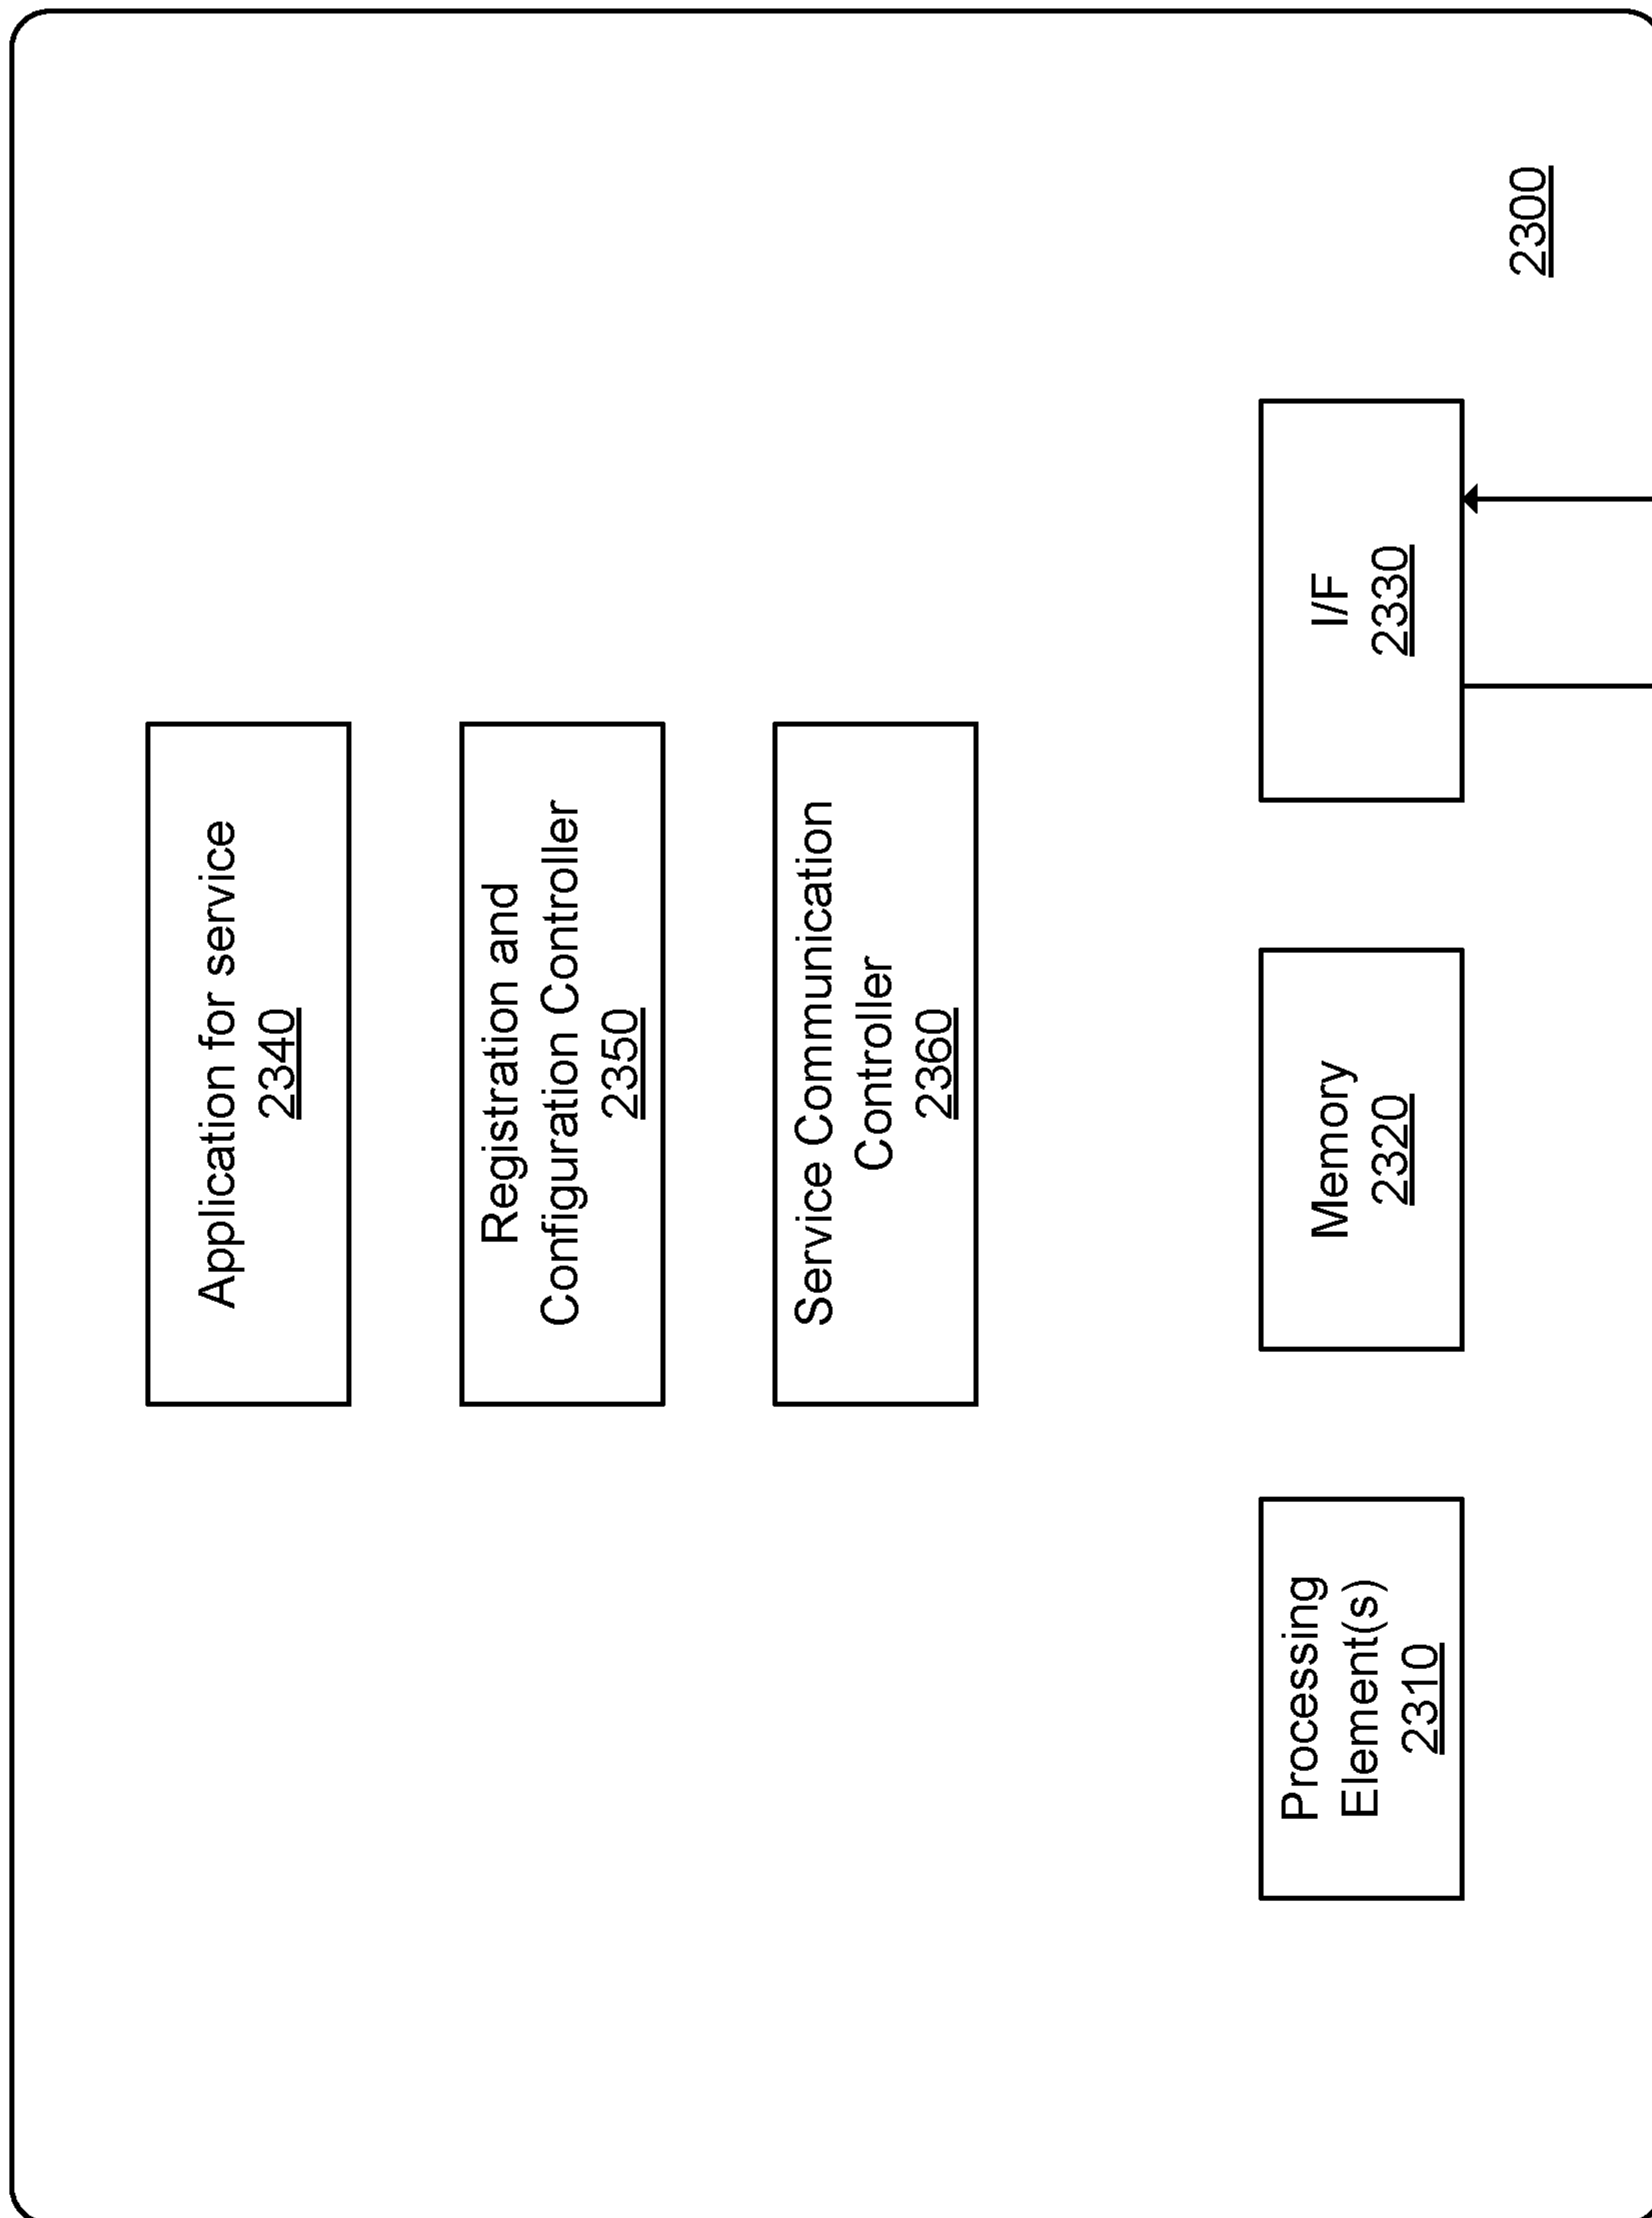 Application for service
2340
Registration and
Configuration Controller
2350
Service Communication
Controller
2360
Processing
Element(s)
2310
Memory
2320
I/F
2330
2300